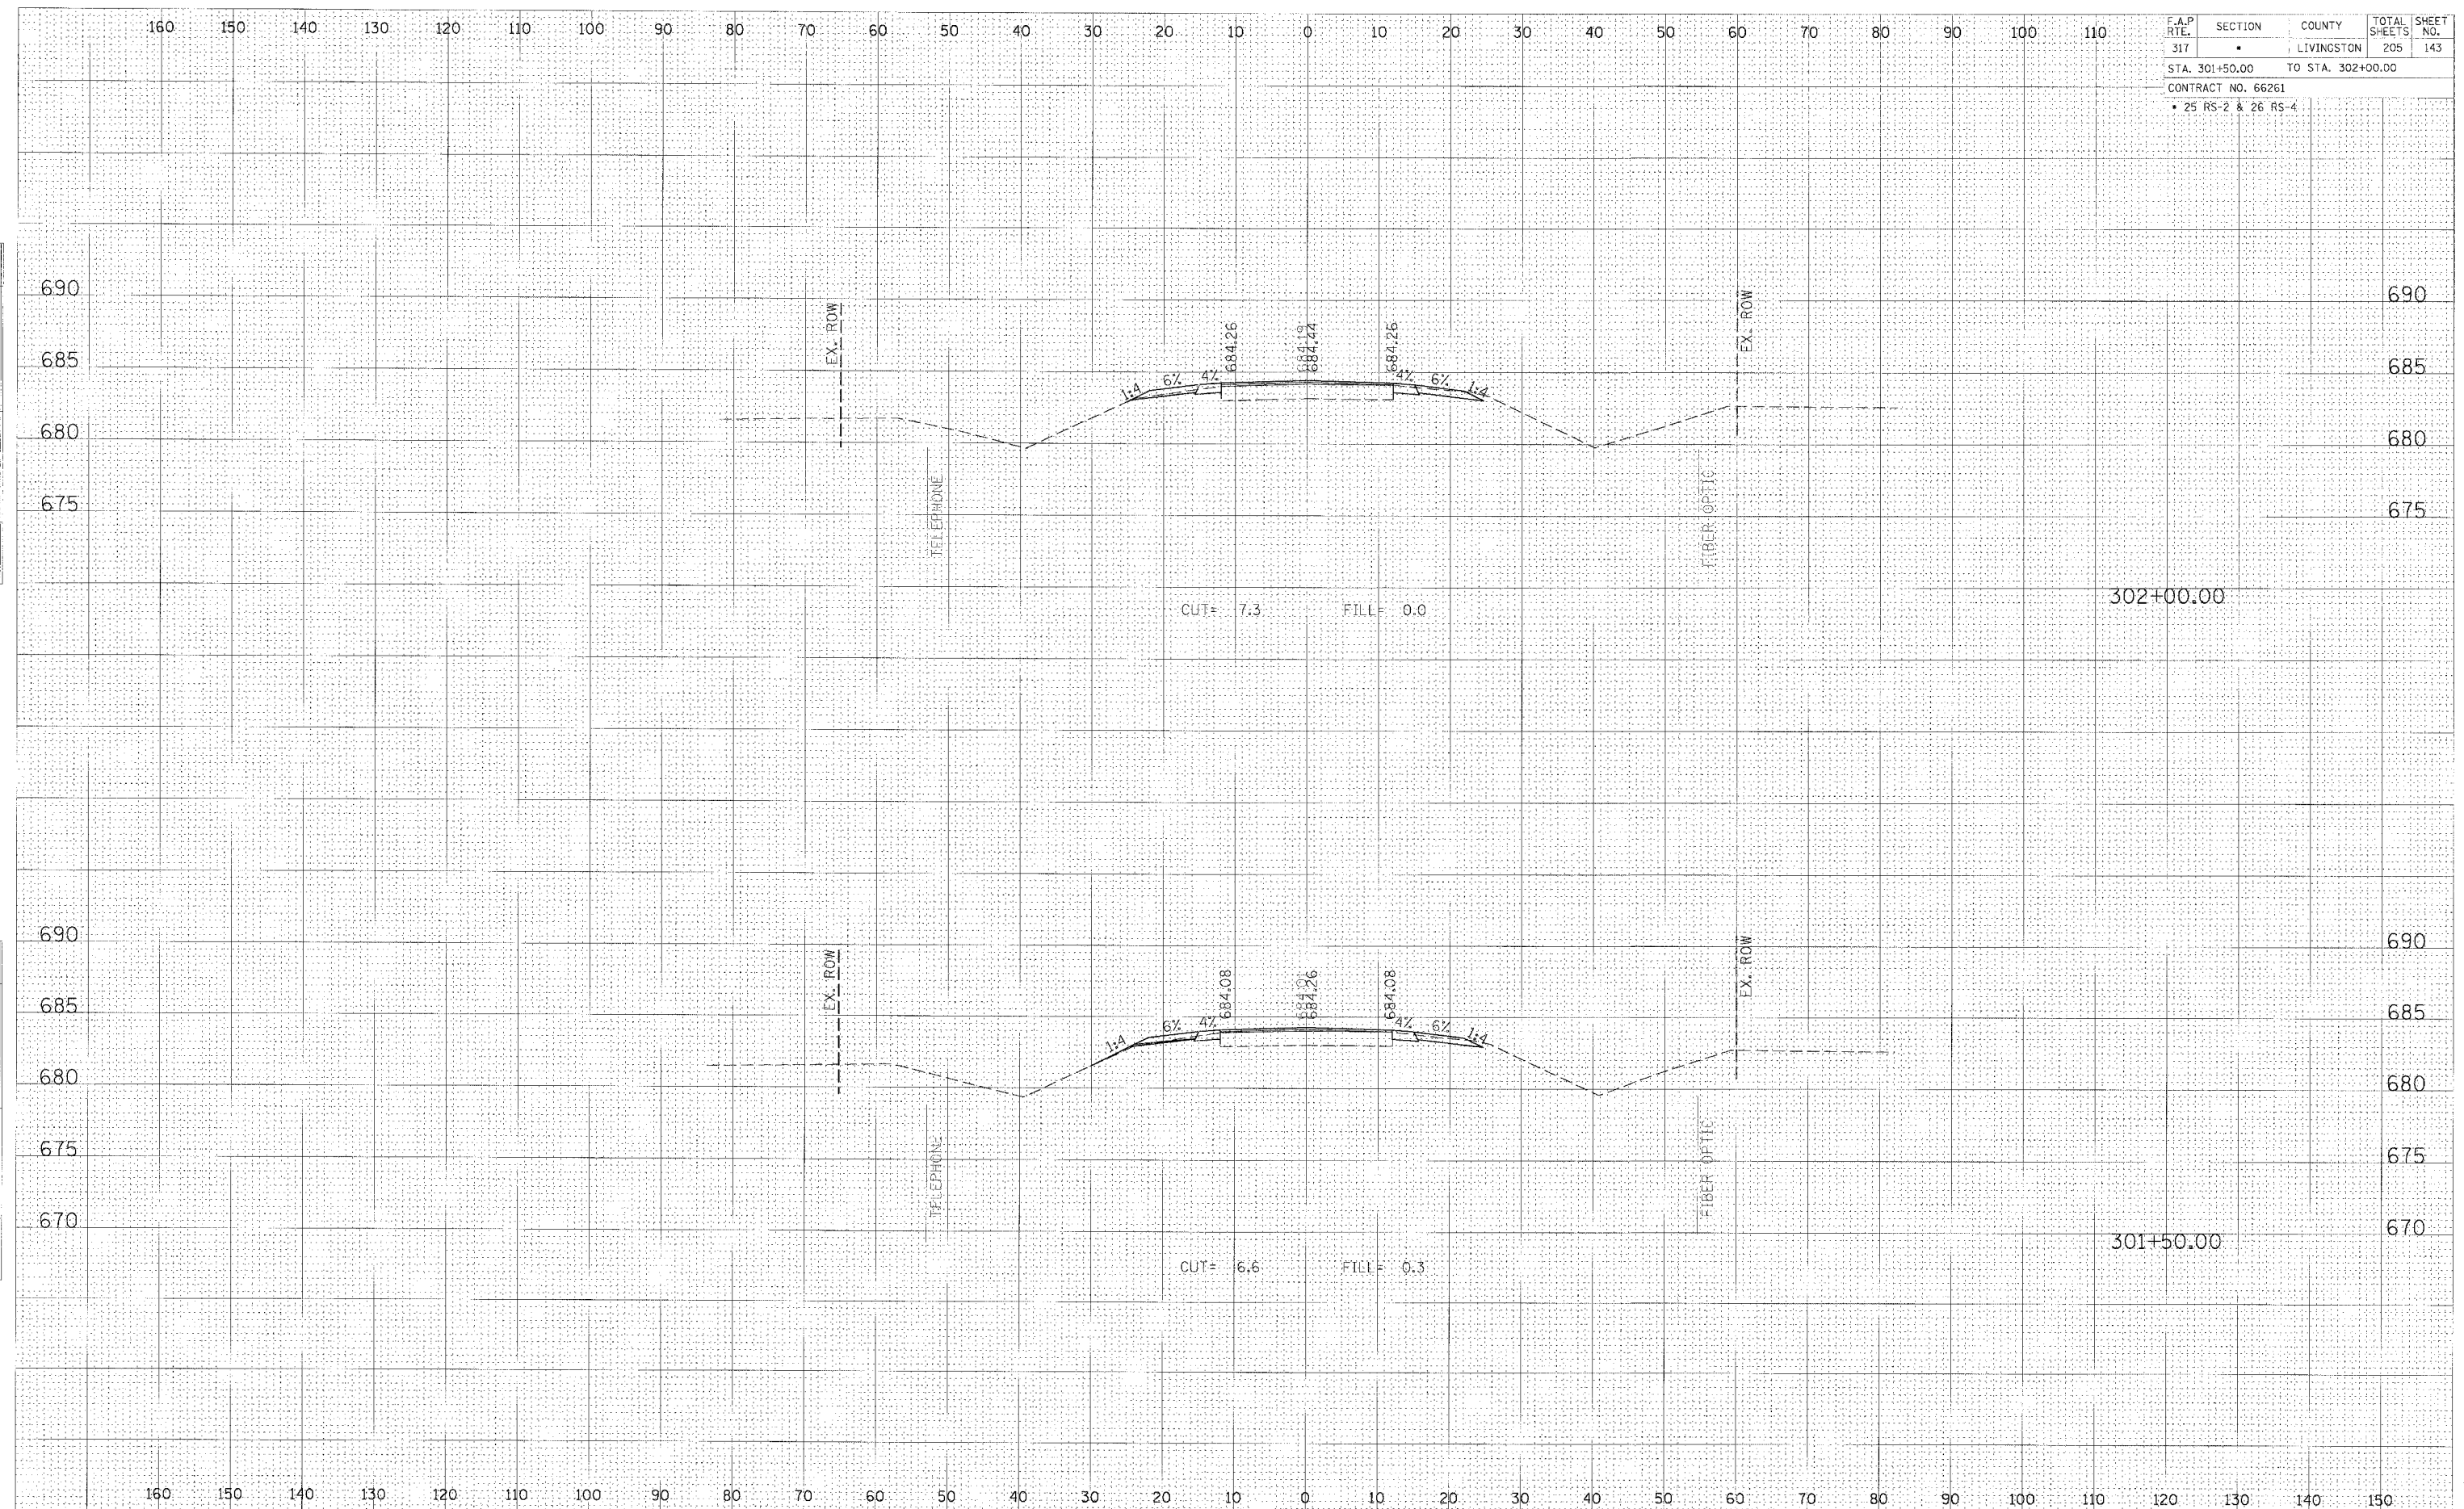 160 150 140 130 120 110 100 90 80 70 60 50 40 30 20 10 0 10 20 30 40 50 60 70 80 90 100 110
F.A.P RTE. SECTION COUNTY TOTAL SHEETS SHEET NO.
317 • LIVINGSTON 205 143
STA. 301+50.00 TO STA. 302+00.00
CONTRACT NO. 66261
• 25 RS-2 & 26 RS-4
690 EX. ROW 684.26 684.44 684.26 EX. ROW 690
685 685
1:4 6% 4% 4% 6% 1:4
680 680
675 TELEPHONE FIBER OPTIC 675
302+00.00
CUT= 7.3 FILL= 0.0
690 EX. ROW 684.08 684.26 684.08 EX. ROW 690
685 685
1:4 6% 4% 4% 6% 1:4
680 680
675 TELEPHONE FIBER OPTIC 675
670 670
301+50.00
CUT= 6.6 FILL= 0.3
160 150 140 130 120 110 100 90 80 70 60 50 40 30 20 10 0 10 20 30 40 50 60 70 80 90 100 110 120 130 140 150